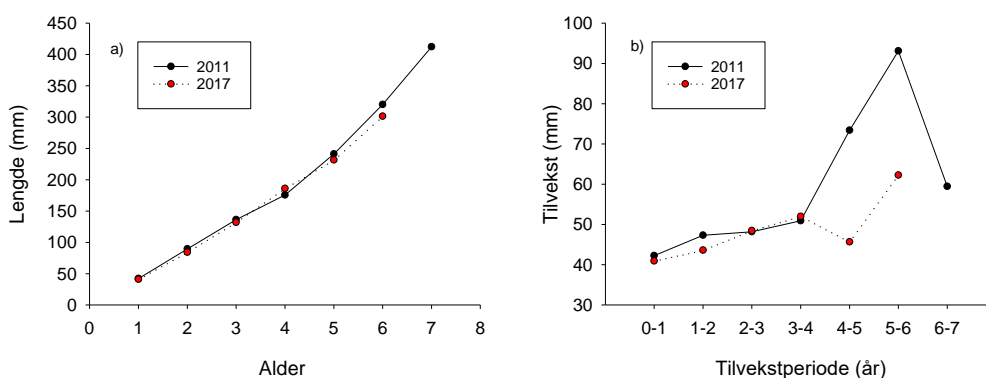 a)
2011
2017
Lengde (mm)
450
400
350
300
250
200
150
100
50
0
0 1 2 3 4 5 6 7 8
Alder
b)
2011
2017
Tilvekst (mm)
100
90
80
70
60
50
40
30
0-1 1-2 2-3 3-4 4-5 5-6 6-7
Tilvekstperiode (år)